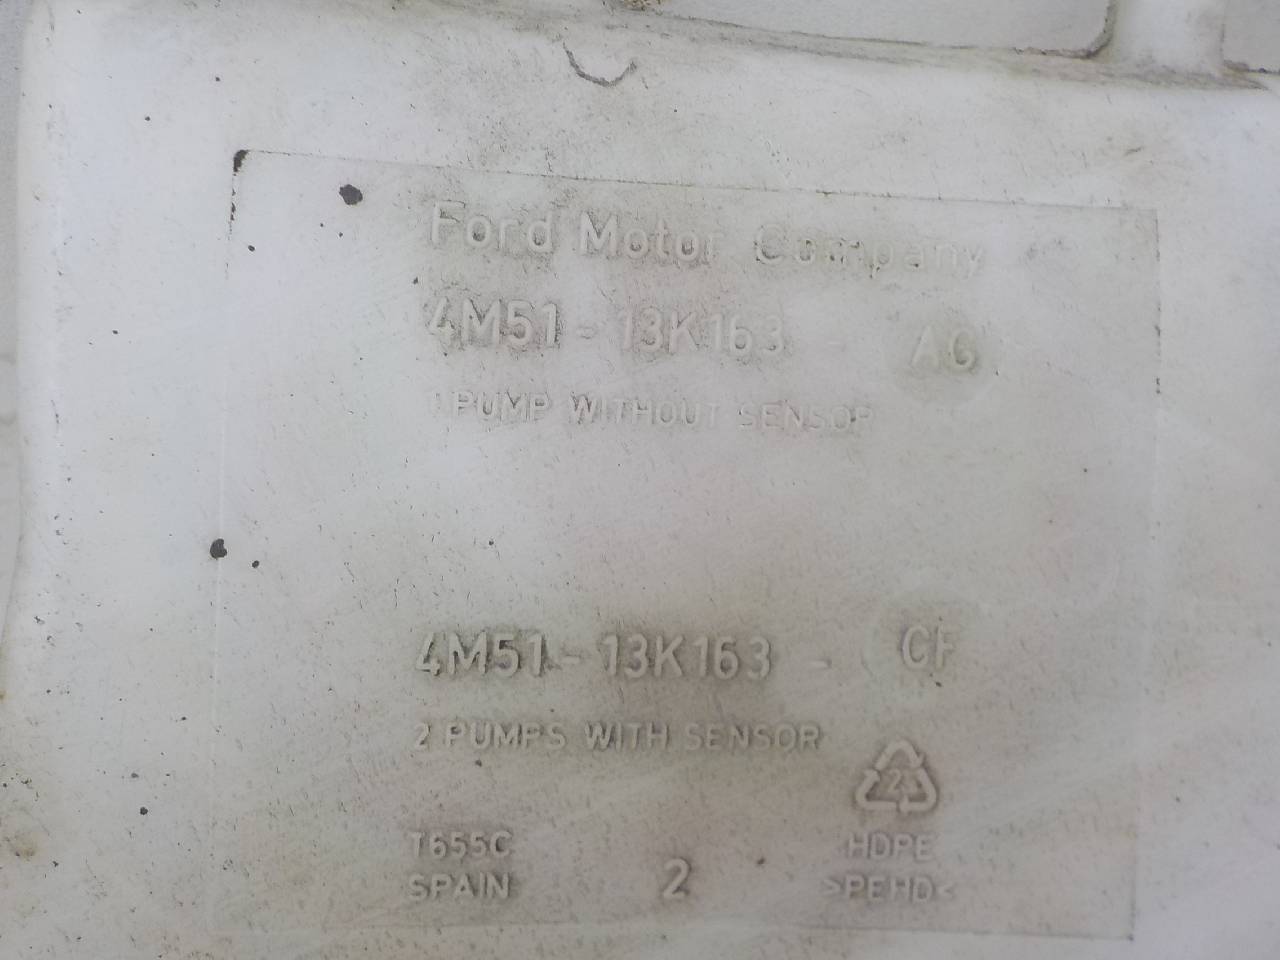 Ford Motor Company
4M51 - 13K163 - AG
1 PUMP WITHOUT SENSOR
4M51 - 13K163 - CF
2 PUMPS WITH SENSOR
2
T655C
HDPE
SPAIN
2
>PEHD<